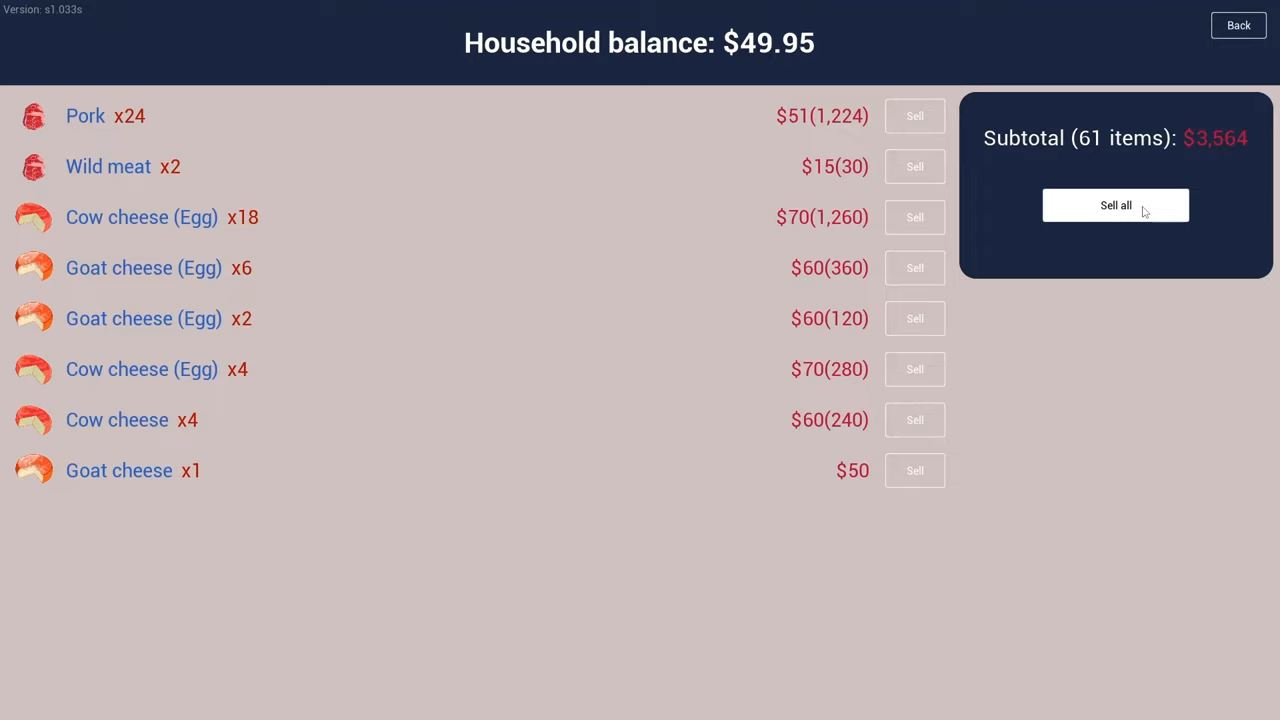 Version: s1.033s
Back
Household balance: $49.95
Pork x24 $51(1,224) Sell
Wild meat x2 $15(30) Sell
Cow cheese (Egg) x18 $70(1,260) Sell
Goat cheese (Egg) x6 $60(360) Sell
Goat cheese (Egg) x2 $60(120) Sell
Cow cheese (Egg) x4 $70(280) Sell
Cow cheese x4 $60(240) Sell
Goat cheese x1 $50 Sell
Subtotal (61 items): $3,564
Sell all